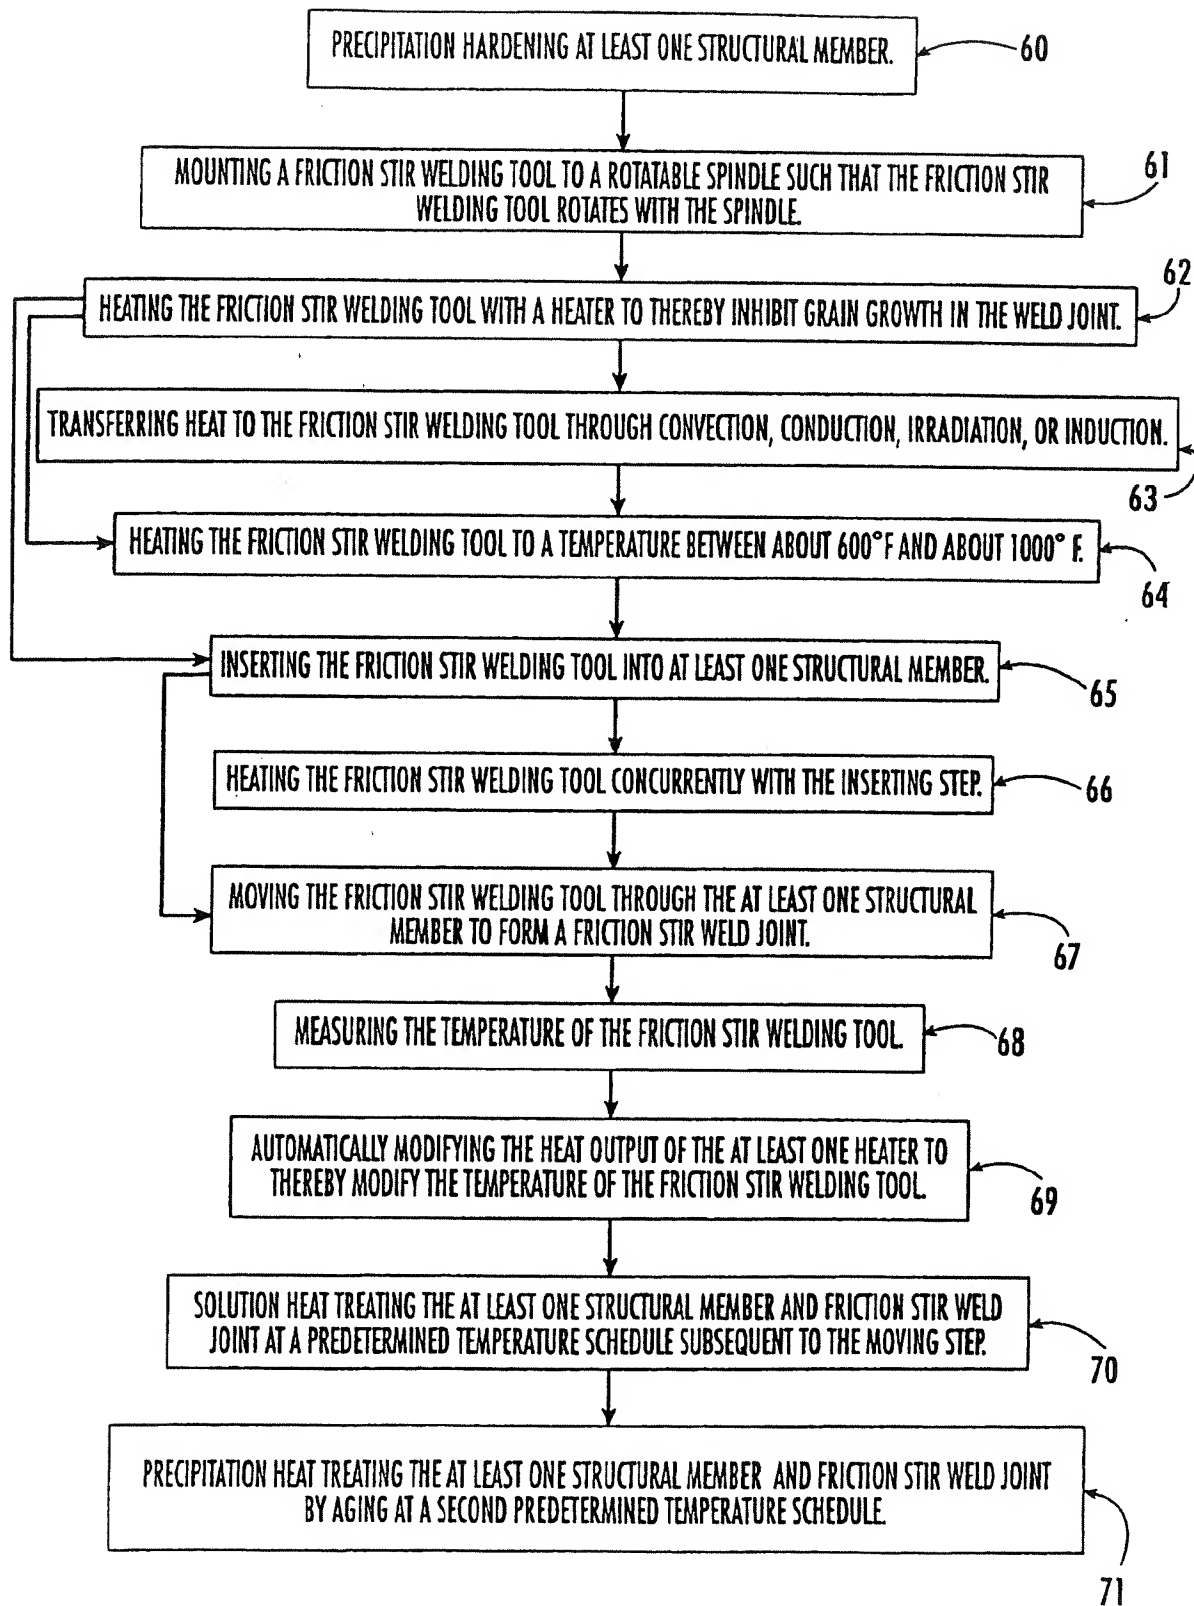 PRECIPITATION HARDENING AT LEAST ONE STRUCTURAL MEMBER.
60
MOUNTING A FRICTION STIR WELDING TOOL TO A ROTATABLE SPINDLE SUCH THAT THE FRICTION STIR
WELDING TOOL ROTATES WITH THE SPINDLE.
61
HEATING THE FRICTION STIR WELDING TOOL WITH A HEATER TO THEREBY INHIBIT GRAIN GROWTH IN THE WELD JOINT.
62
TRANSFERRING HEAT TO THE FRICTION STIR WELDING TOOL THROUGH CONVECTION, CONDUCTION, IRRADIATION, OR INDUCTION.
63
HEATING THE FRICTION STIR WELDING TOOL TO A TEMPERATURE BETWEEN ABOUT 600°F AND ABOUT 1000° F.
64
INSERTING THE FRICTION STIR WELDING TOOL INTO AT LEAST ONE STRUCTURAL MEMBER.
65
HEATING THE FRICTION STIR WELDING TOOL CONCURRENTLY WITH THE INSERTING STEP.
66
MOVING THE FRICTION STIR WELDING TOOL THROUGH THE AT LEAST ONE STRUCTURAL
MEMBER TO FORM A FRICTION STIR WELD JOINT.
67
MEASURING THE TEMPERATURE OF THE FRICTION STIR WELDING TOOL.
68
AUTOMATICALLY MODIFYING THE HEAT OUTPUT OF THE AT LEAST ONE HEATER TO
THEREBY MODIFY THE TEMPERATURE OF THE FRICTION STIR WELDING TOOL.
69
SOLUTION HEAT TREATING THE AT LEAST ONE STRUCTURAL MEMBER AND FRICTION STIR WELD
JOINT AT A PREDETERMINED TEMPERATURE SCHEDULE SUBSEQUENT TO THE MOVING STEP.
70
PRECIPITATION HEAT TREATING THE AT LEAST ONE STRUCTURAL MEMBER AND FRICTION STIR WELD JOINT
BY AGING AT A SECOND PREDETERMINED TEMPERATURE SCHEDULE.
71